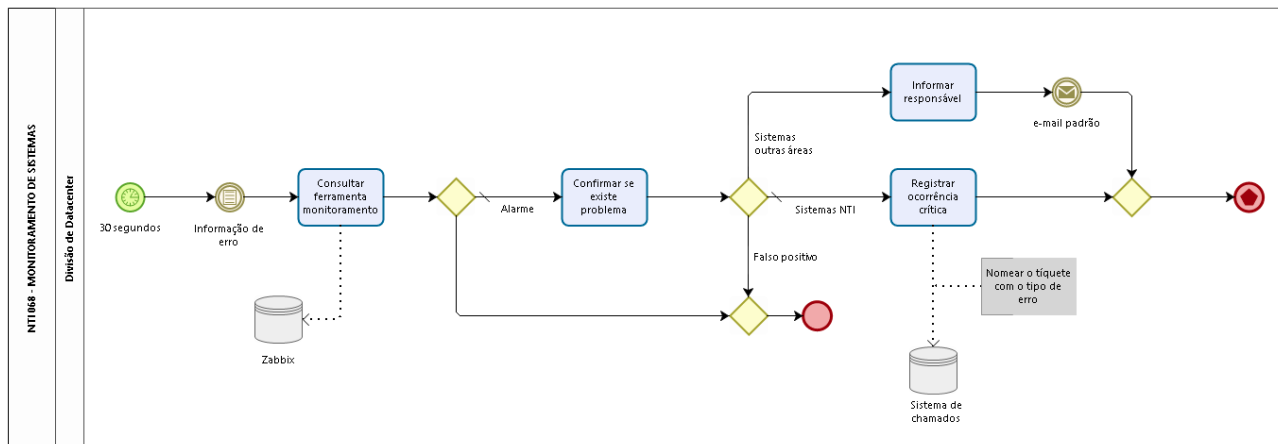 NTI068 - MONITORAMENTO DE SISTEMAS
Divisão de Datacenter
30 segundos
Informação de
erro
Consultar
ferramenta
monitoramento
Zabbix
Alarme
Confirmar se
existe
problema
Sistemas
outras áreas
Sistemas NTI
Falso positivo
Informar
responsável
e-mail padrão
Registrar
ocorrência
crítica
Nomear o tíquete
com o tipo de
erro
Sistema de
chamados